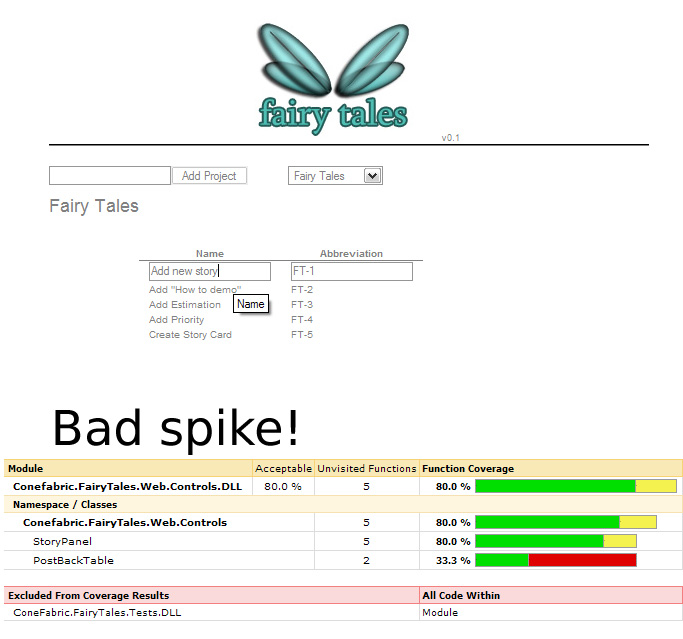 fairy tales
v0.1
Add Project Fairy Tales
Fairy Tales
Name Abbreviation
Add new story FT-1
Add "How to demo" FT-2
Add Estimation Name FT-3
Add Priority FT-4
Create Story Card FT-5
Bad spike!
Module Acceptable Unvisited Functions Function Coverage
Conefabric.FairyTales.Web.Controls.DLL 80.0 % 5 80.0 %
Namespace / Classes
Conefabric.FairyTales.Web.Controls 5 80.0 %
StoryPanel 5 80.0 %
PostBackTable 2 33.3 %
Excluded From Coverage Results All Code Within
ConeFabric.FairyTales.Tests.DLL Module